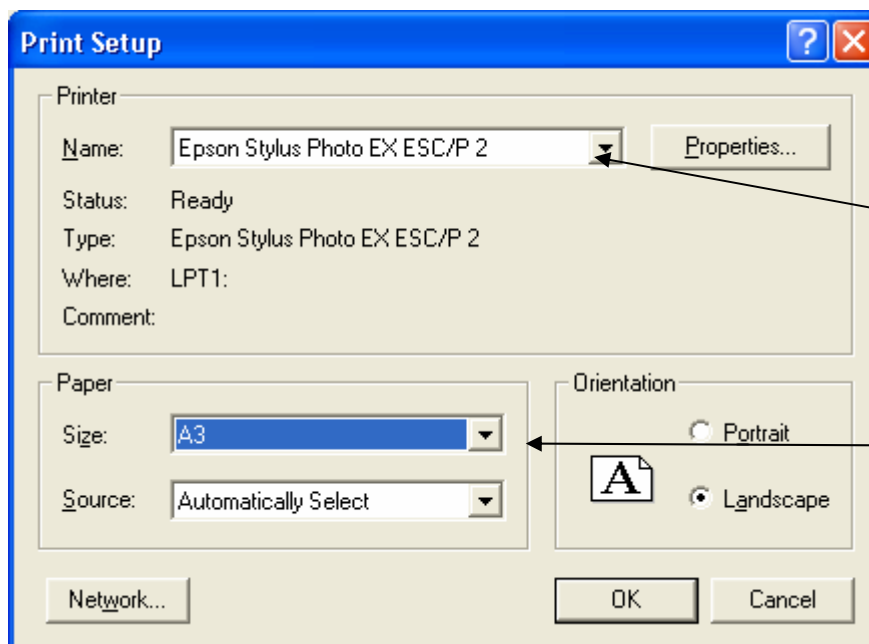 Print Setup
Printer
Name: Epson Stylus Photo EX ESC/P 2 Properties...
Status: Ready
Type: Epson Stylus Photo EX ESC/P 2
Where: LPT1:
Comment:
Paper
Size: A3
Source: Automatically Select
Orientation
Portrait
A
Landscape
Network... OK Cancel